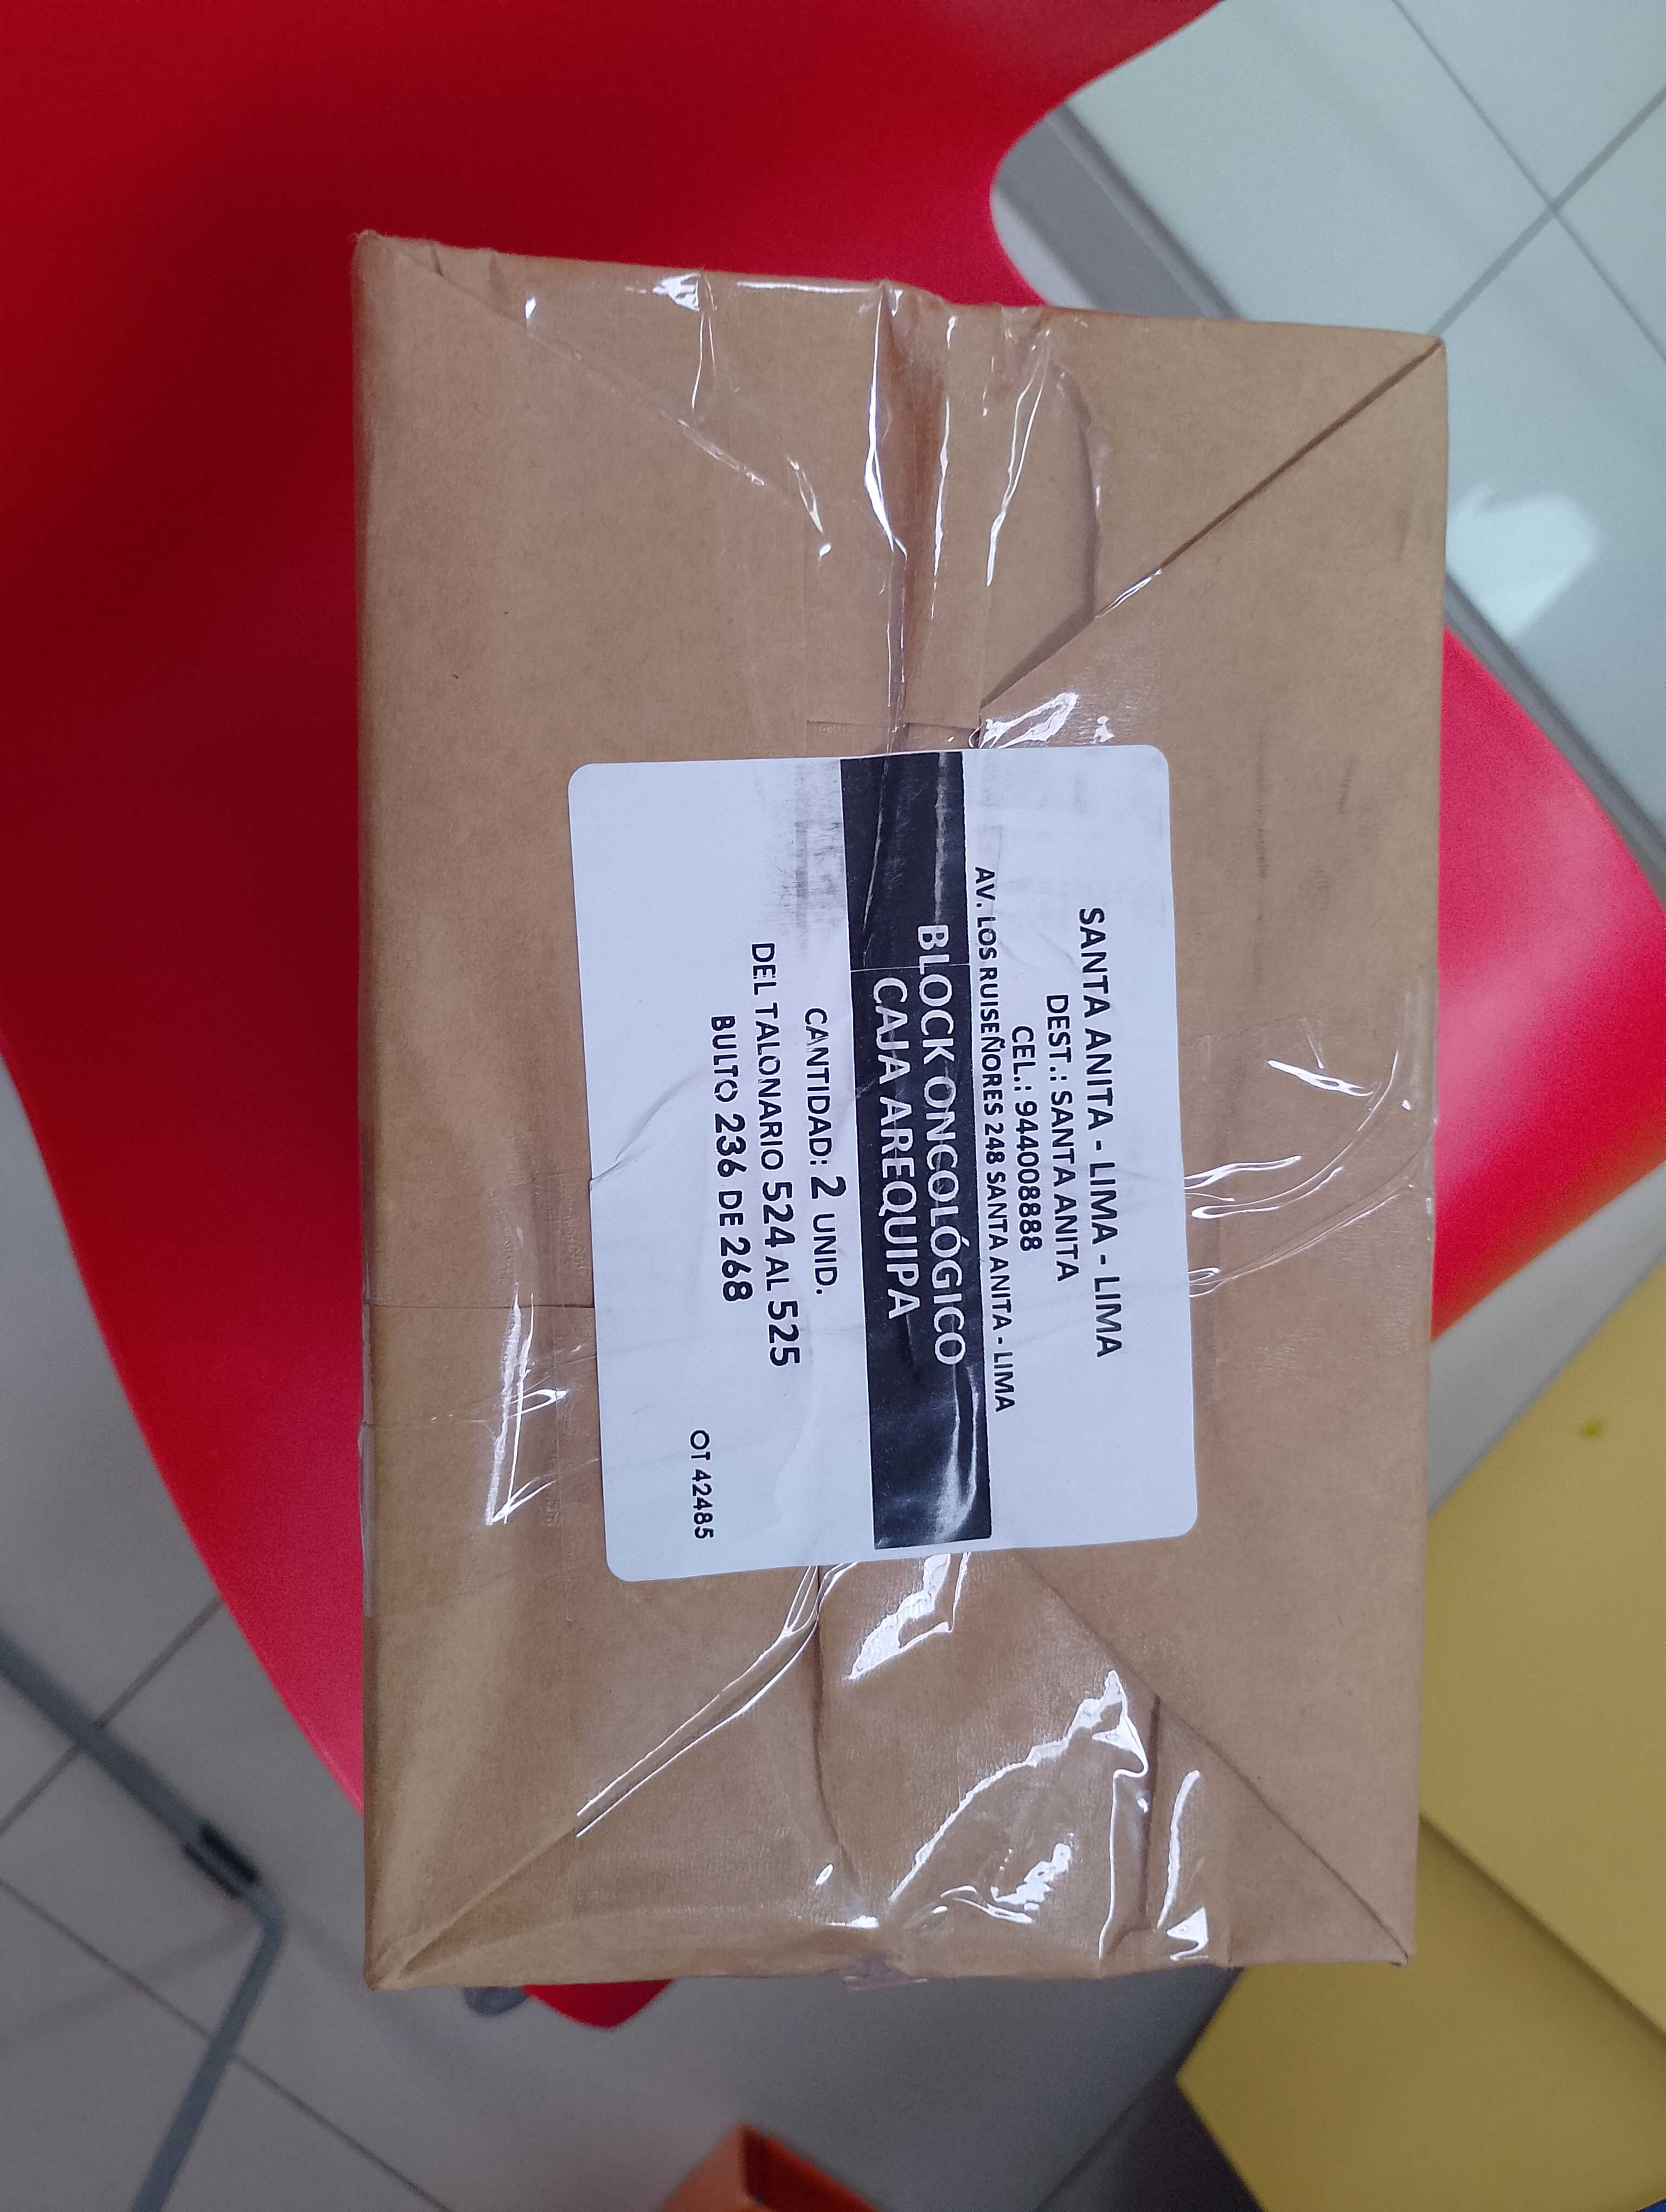 SANTA ANITA - LIMA - LIMA
DEST.: SANTA ANITA
CEL.: 944008888
AV. LOS RUISEÑORES 248 SANTA ANITA - LIMA
BLOCK ONCOLÓGICO
CAJA AREQUIPA
CANTIDAD: 2 UNID.
DEL TALONARIO 524 AL 525
BULTO 236 DE 268
OT 42485